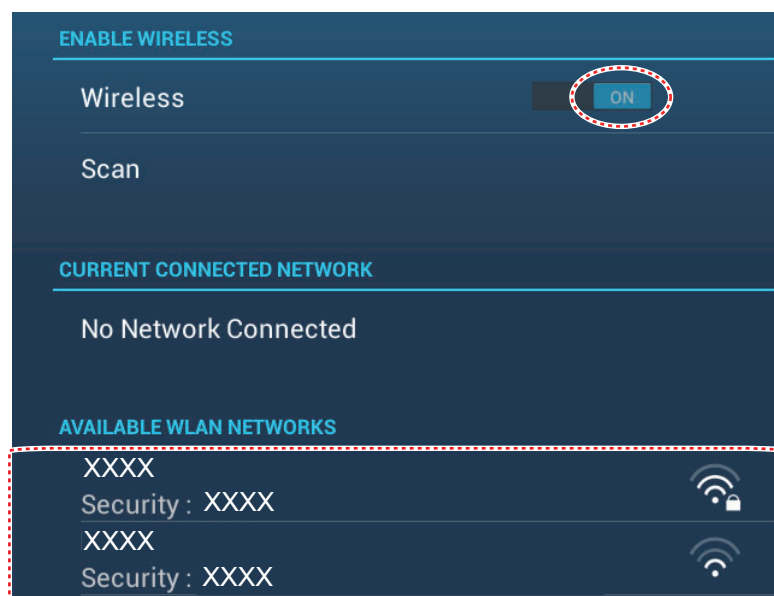 ENABLE WIRELESS
Wireless
ON
Scan
CURRENT CONNECTED NETWORK
No Network Connected
AVAILABLE WLAN NETWORKS
XXXX
Security : XXXX
XXXX
Security : XXXX